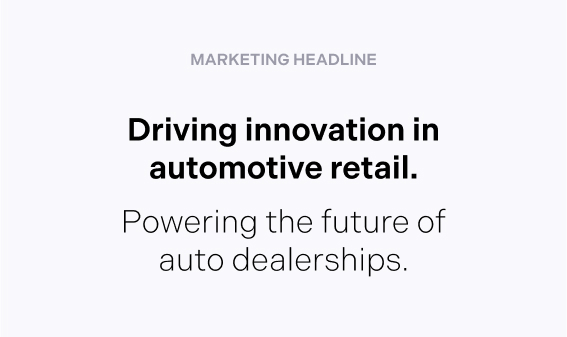 MARKETING HEADLINE
Driving innovation in
automotive retail.
Powering the future of
auto dealerships.